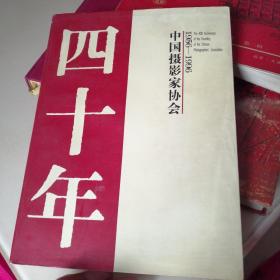 四十年
中国摄影家协会
1956—1996
The 40th Anniversary
of the Founding
of the Chinese
Photographers Association